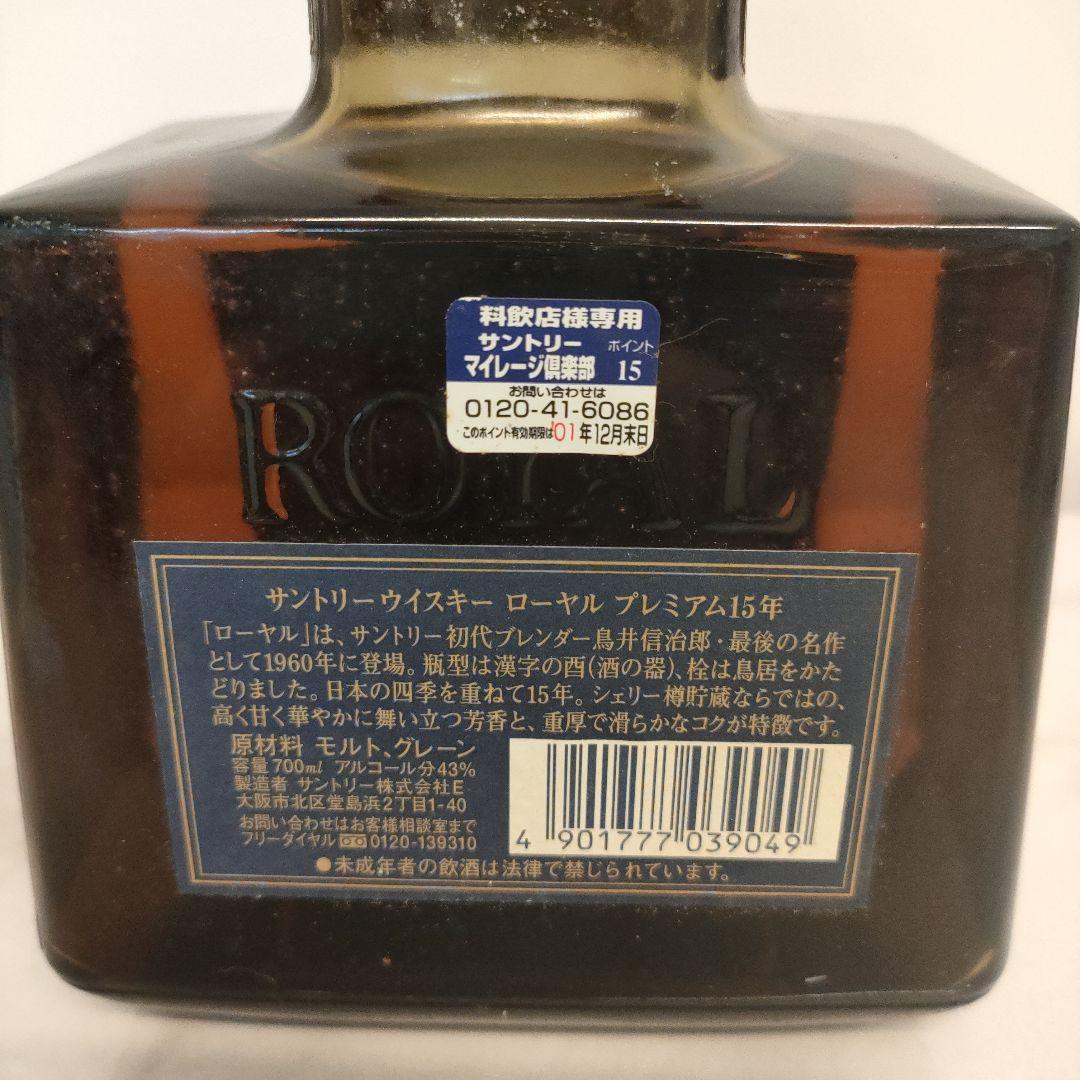 料飲店様専用
サントリー ポイント
マイレージ倶楽部 15
お問い合わせは
0120-41-6086
このポイント有効期限は01年12月末日
ROYAL
サントリーウイスキー ローヤル プレミアム15年
「ローヤル」は、サントリー初代ブレンダー鳥井信治郎・最後の名作
として1960年に登場。瓶型は漢字の酉(酒の器)、栓は鳥居をかた
どりました。日本の四季を重ねて15年。シェリー樽貯蔵ならではの、
高く甘く華やかに舞い立つ芳香と、重厚で滑らかなコクが特徴です。
原材料 モルト、グレーン
容量700ml アルコール分43%
製造者 サントリー株式会社E
大阪市北区堂島浜2丁目1-40
お問い合わせはお客様相談室まで
フリーダイヤル 0120-139310
4 901777 039049
●未成年者の飲酒は法律で禁じられています。